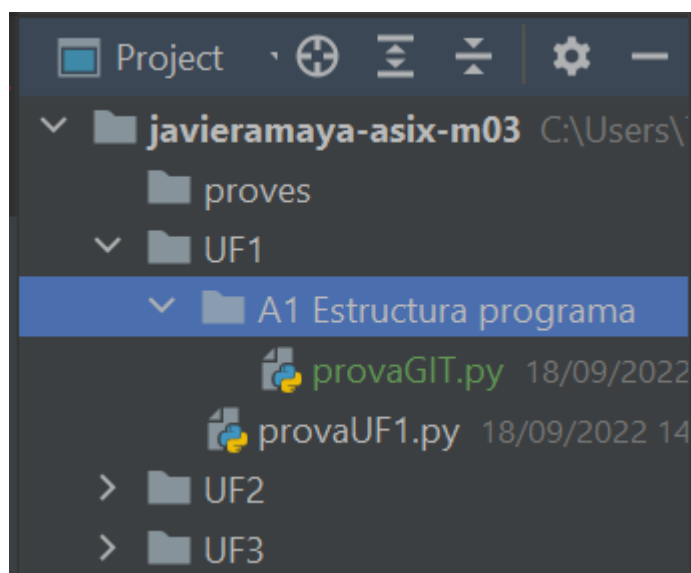 Project
javieramaya-asix-m03 C:\Users\
proves
UF1
A1 Estructura programa
provaGIT.py 18/09/2022
provaUF1.py 18/09/2022 14
UF2
UF3